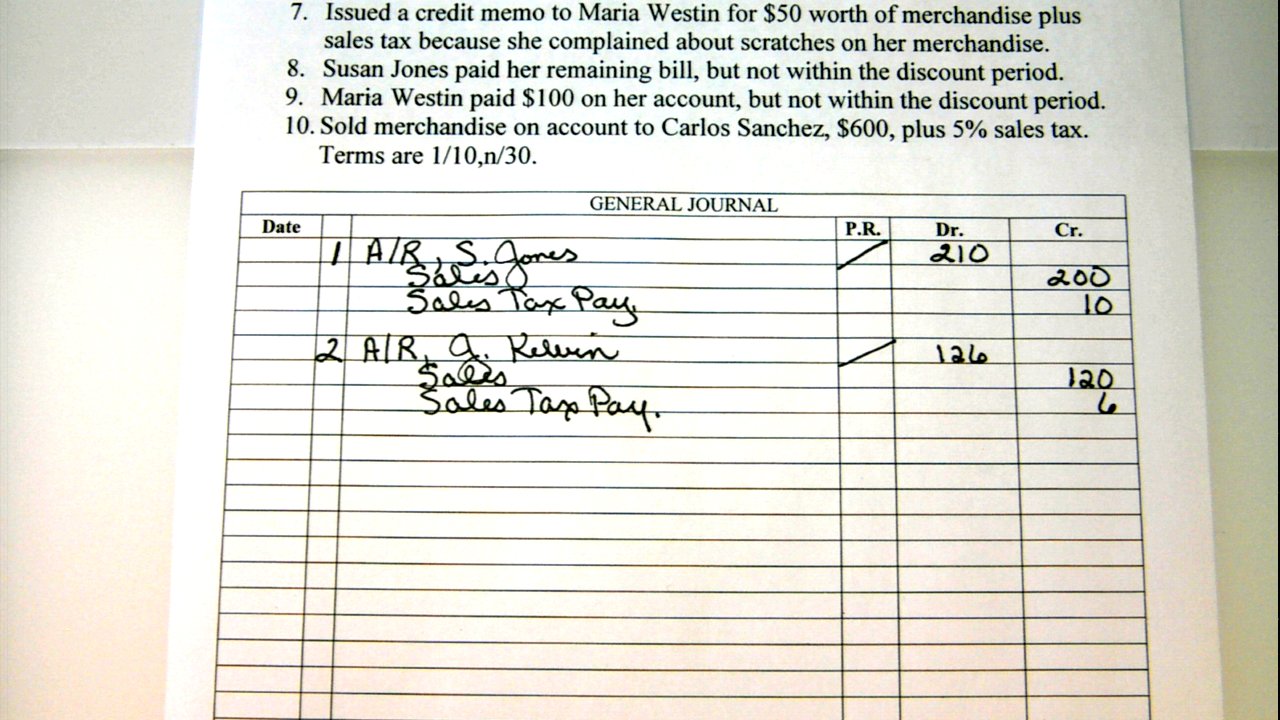 7. Issued a credit memo to Maria Westin for $50 worth of merchandise plus
sales tax because she complained about scratches on her merchandise.
8. Susan Jones paid her remaining bill, but not within the discount period.
9. Maria Westin paid $100 on her account, but not within the discount period.
10. Sold merchandise on account to Carlos Sanchez, $600, plus 5% sales tax.
Terms are 1/10,n/30.
GENERAL JOURNAL
Date P.R. Dr. Cr.
1 A/R, S. Jones 210
Sales 200
Sales Tax Pay. 10
2 A/R, J. Kelvin 126
Sales 120
Sales Tax Pay. 6